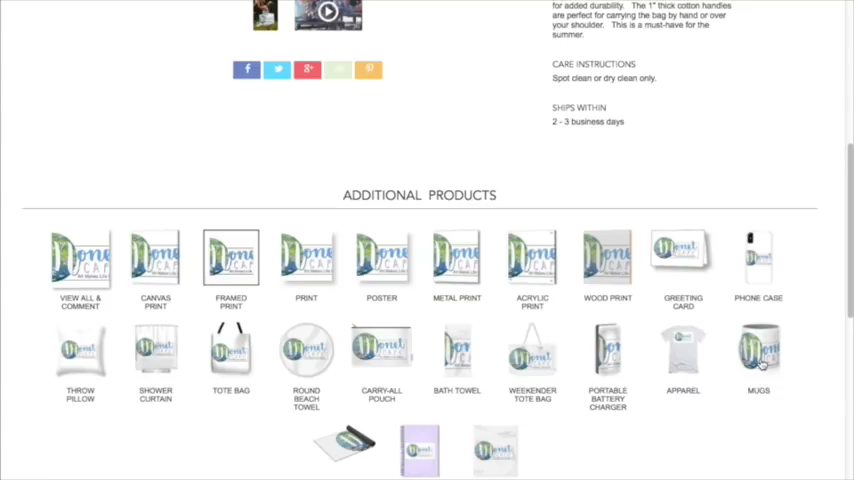 for added durability. The 1" thick cotton handles
are perfect for carrying the bag by hand or over
your shoulder. This is a must-have for the
summer.
CARE INSTRUCTIONS
Spot clean or dry clean only.
f
g+
SHIPS WITHIN
2 - 3 business days
ADDITIONAL PRODUCTS
VIEW ALL &
COMMENT
CANVAS
PRINT
FRAMED
PRINT
PRINT
POSTER
METAL PRINT
ACRYLIC
PRINT
WOOD PRINT
Monet
GREETING
CARD
PHONE CASE
THROW
PILLOW
SHOWER
CURTAIN
TOTE BAG
ROUND
BEACH
TOWEL
CARRY-ALL
POUCH
BATH TOWEL
WEEKENDER
TOTE BAG
PORTABLE
BATTERY
CHARGER
APPAREL
MUGS